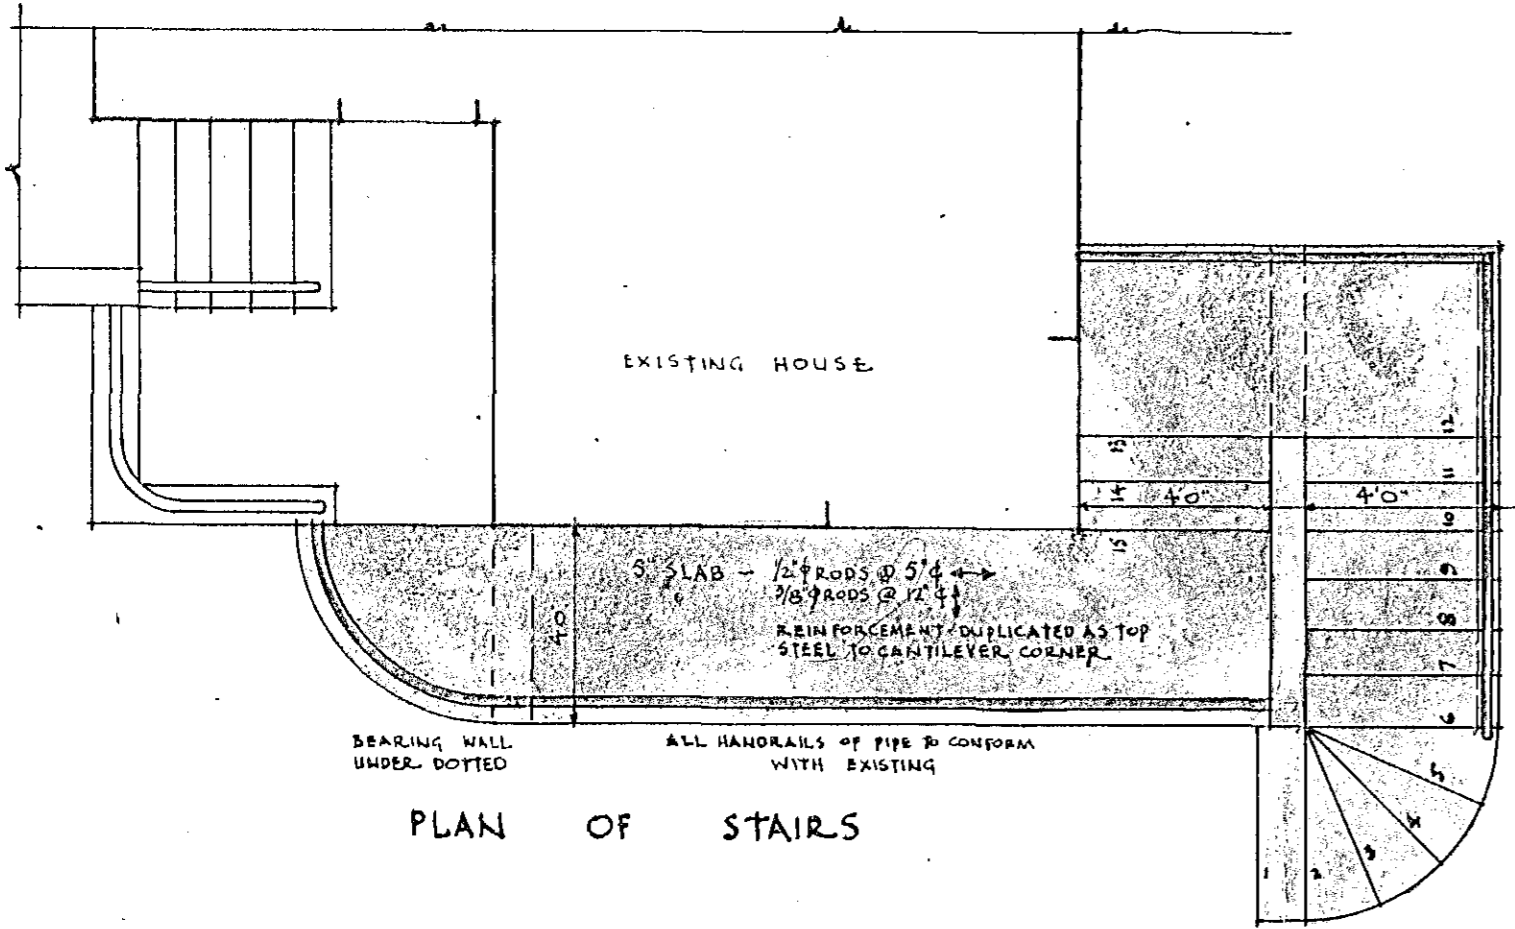 EXISTING HOUSE
13
14
15
4'0"
4'0"
12
11
10
9
8
7
6
5
4
3
2
1
4'0
5" SLAB - 1/2"φ RODS @ 5"¢
" 3/8"φ RODS @ 12"¢
REINFORCEMENT DUPLICATED AS TOP
STEEL TO CANTILEVER CORNER
BEARING WALL
UNDER DOTTED
ALL HANDRAILS OF PIPE TO CONFORM
WITH EXISTING
PLAN OF STAIRS